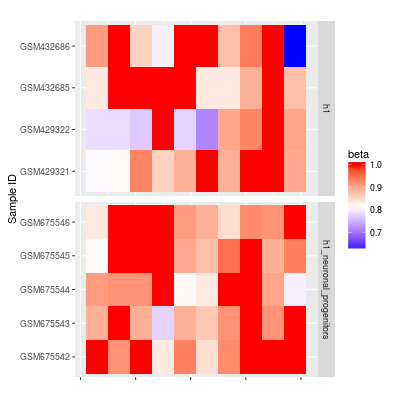 GSM432686
GSM432685
GSM429322
GSM429321
GSM675546
GSM675545
GSM675544
GSM675543
GSM675542
Sample ID
h1
h1_neuronal_progenitors
beta
1.0
0.9
0.8
0.7